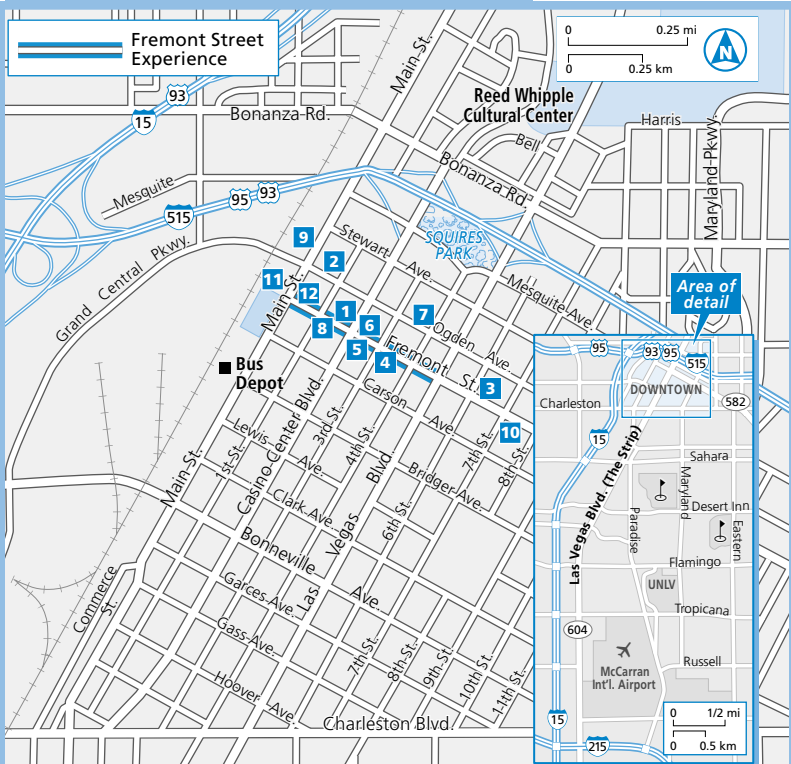 Fremont Street
Experience
0
0.25 mi
0
0.25 km
N
Main-St.
Reed Whipple
Cultural Center
93
15
Bonanza-Rd.
Harris
Bell
Bonanza Rd.
Maryland-Pkwy.
Mesquite
95
93
515
Grand Central Pkwy.
9
Stewart
Ave.
SQUIRES
PARK
2
11
12
Main-St.
Mesquite-Ave.
1
7
8
6
Ogden
Ave.
5
4
Fremont
St.
3
Bus
Depot
Carson
Ave.
10
Casino-Center Blvd.
3rd-St.
4th-St.
7th-St.
8th-St.
Lewis
Ave.
1st-St.
Main-St.
Bridger-Ave.
Clark-Ave.
Las
Vegas
Blvd.
6th-St.
Bonneville
Ave.
Commerce
St.
Garces-Ave.
Gass-Ave.
Hoover
Ave.
7th-St.
8th-St.
9th-St.
10th-St.
11th-St.
Charleston Blvd.
Area of
detail
95
93
95
515
DOWNTOWN
582
Charleston
15
Las Vegas Blvd. (The Strip)
Sahara
Maryland
Paradise
Desert Inn
Eastern
Flamingo
UNLV
Tropicana
604
McCarran
Int'l. Airport
Russell
15
215
0
1/2 mi
0
0.5 km